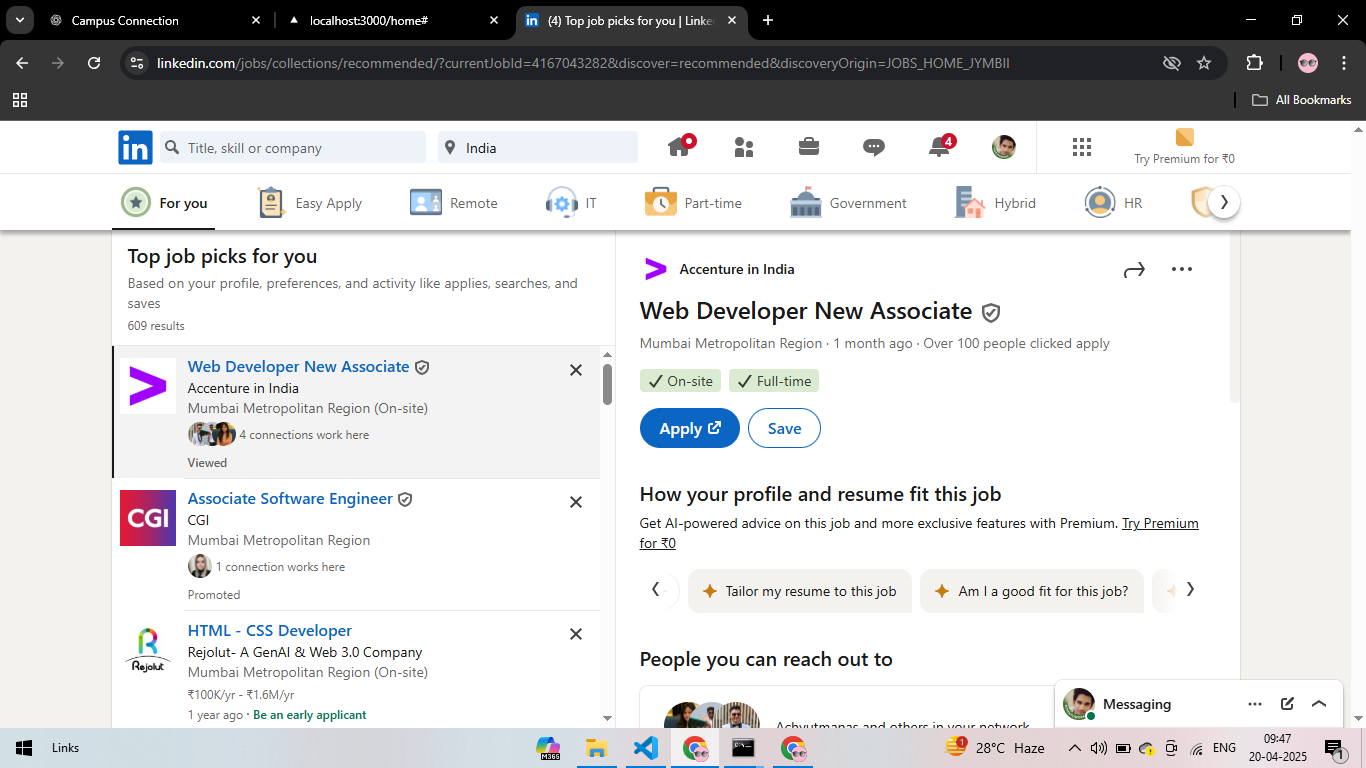 Campus Connection
localhost:3000/home#
(4) Top job picks for you | Linke
linkedin.com/jobs/collections/recommended/?currentJobId=4167043282&discover=recommended&discoveryOrigin=JOBS_HOME_JYMBII
All Bookmarks
in
Title, skill or company
India
4
Try Premium for ₹0
For you
Easy Apply
Remote
IT
Part-time
Government
Hybrid
HR
Top job picks for you
Based on your profile, preferences, and activity like applies, searches, and
saves
609 results
Web Developer New Associate
Accenture in India
Mumbai Metropolitan Region (On-site)
4 connections work here
Viewed
CGI
Associate Software Engineer
CGI
Mumbai Metropolitan Region
1 connection works here
Promoted
Rejolut
HTML - CSS Developer
Rejolut- A GenAI & Web 3.0 Company
Mumbai Metropolitan Region (On-site)
₹100K/yr - ₹1.6M/yr
1 year ago · Be an early applicant
Accenture in India
Web Developer New Associate
Mumbai Metropolitan Region · 1 month ago · Over 100 people clicked apply
On-site
Full-time
Apply
Save
How your profile and resume fit this job
Get AI-powered advice on this job and more exclusive features with Premium. Try Premium
for ₹0
Tailor my resume to this job
Am I a good fit for this job?
People you can reach out to
Achyutmanas and others in your network
Messaging
Links
M365
1
28°C Haze
ENG
09:47
20-04-2025
1